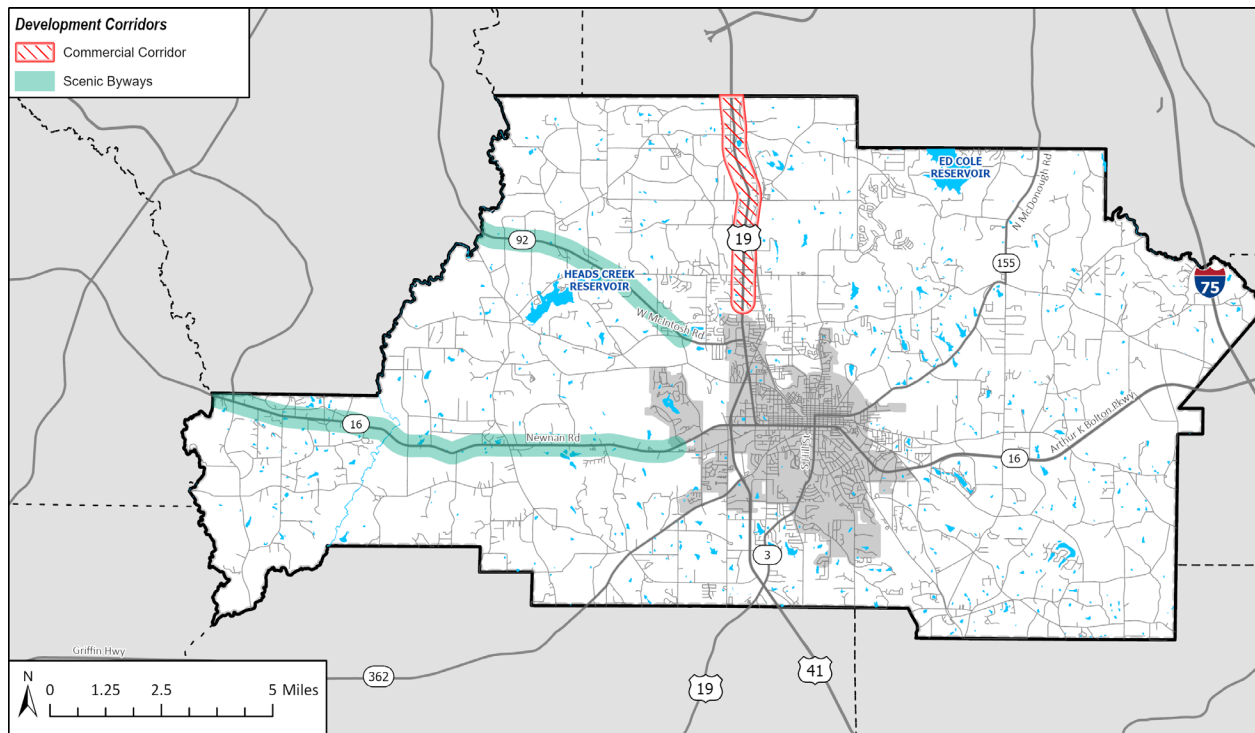 Development Corridors
Commercial Corridor
Scenic Byways
ED COLE
RESERVOIR
N McDonough Rd
92
19
155
75
HEADS CREEK
RESERVOIR
W McIntosh Rd
16
Newnan Rd
S Hill St
Arthur K Bolton Pkwy
16
3
Griffin Hwy
362
19
41
N
0 1.25 2.5 5 Miles